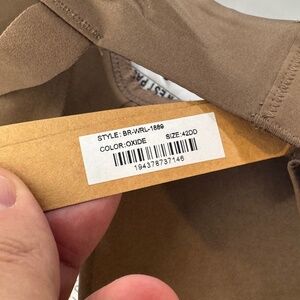 STYLE: BR-WRL-1889
COLOR:OXIDE SIZE:42DD
194378737146